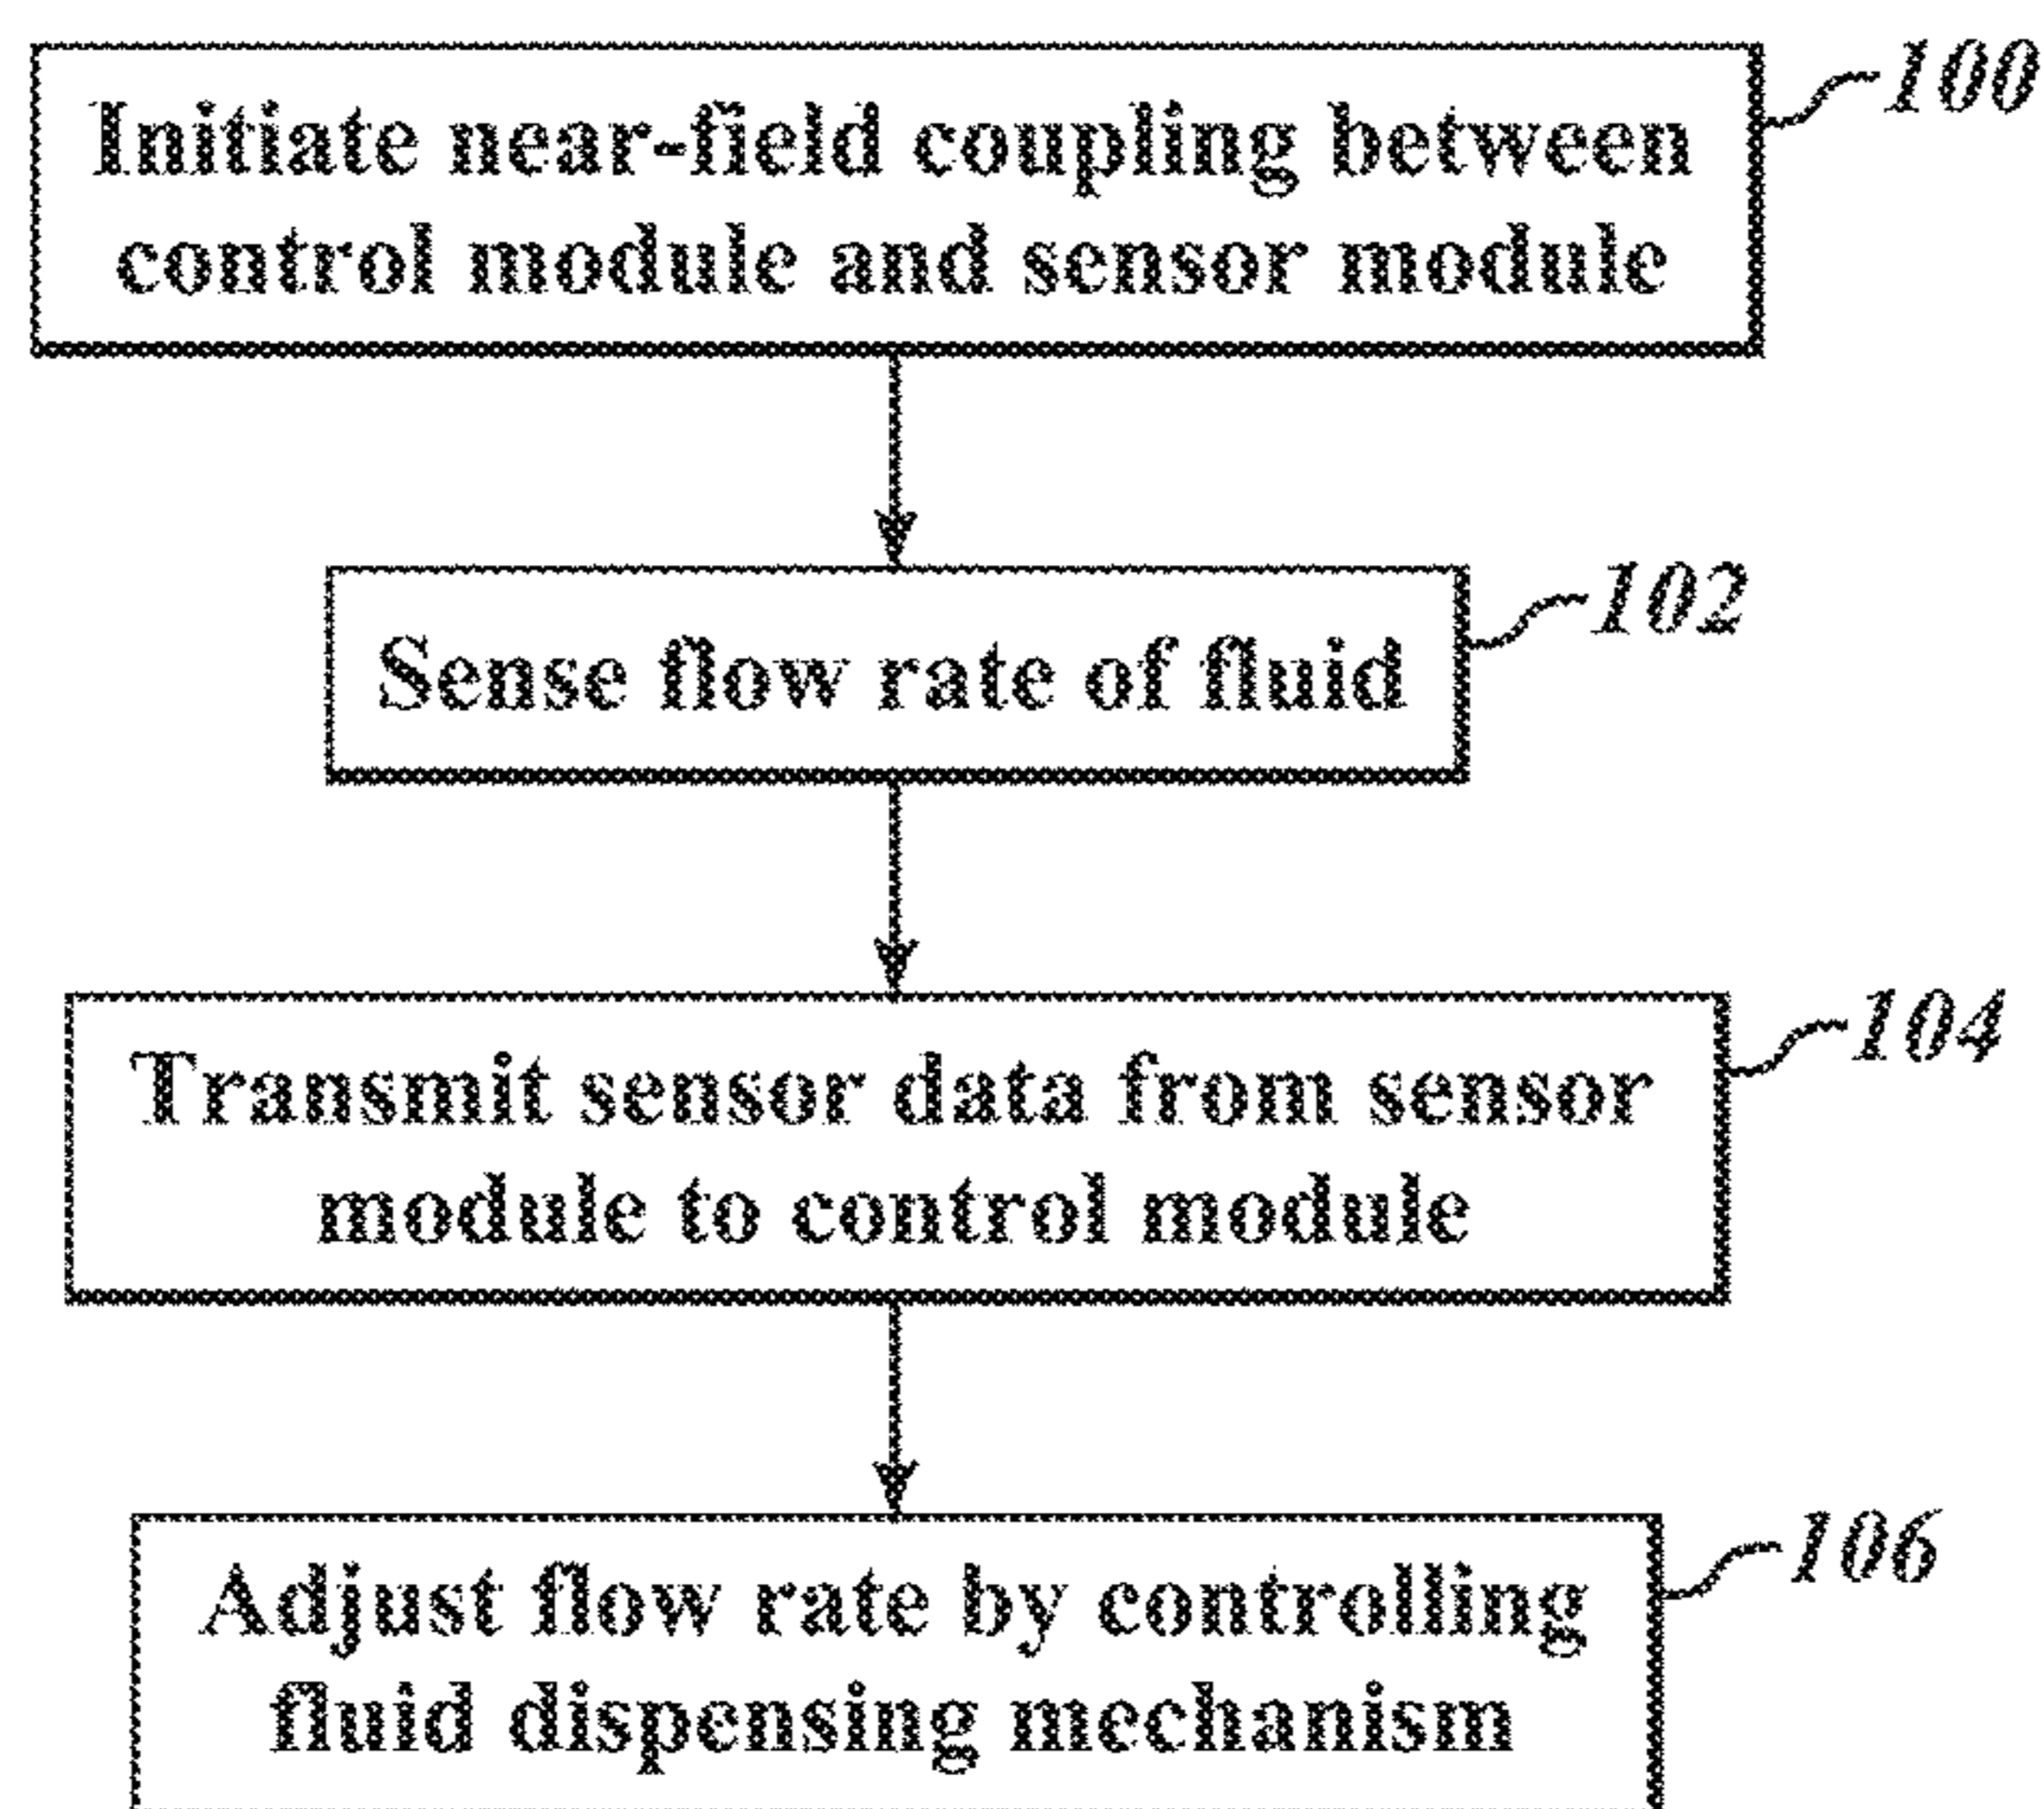 Initiate near-field coupling between
control module and sensor module
100
Sense flow rate of fluid
102
Transmit sensor data from sensor
module to control module
104
Adjust flow rate by controlling
fluid dispensing mechanism
106